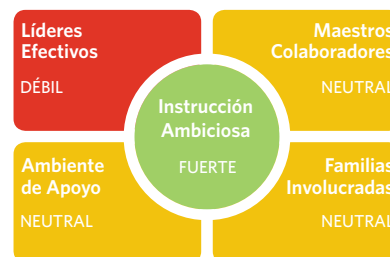 Líderes
Efectivos
DÉBIL
Maestros
Colaboradores
NEUTRAL
Instrucción
Ambiciosa
FUERTE
Ambiente
de Apoyo
NEUTRAL
Familias
Involucradas
NEUTRAL